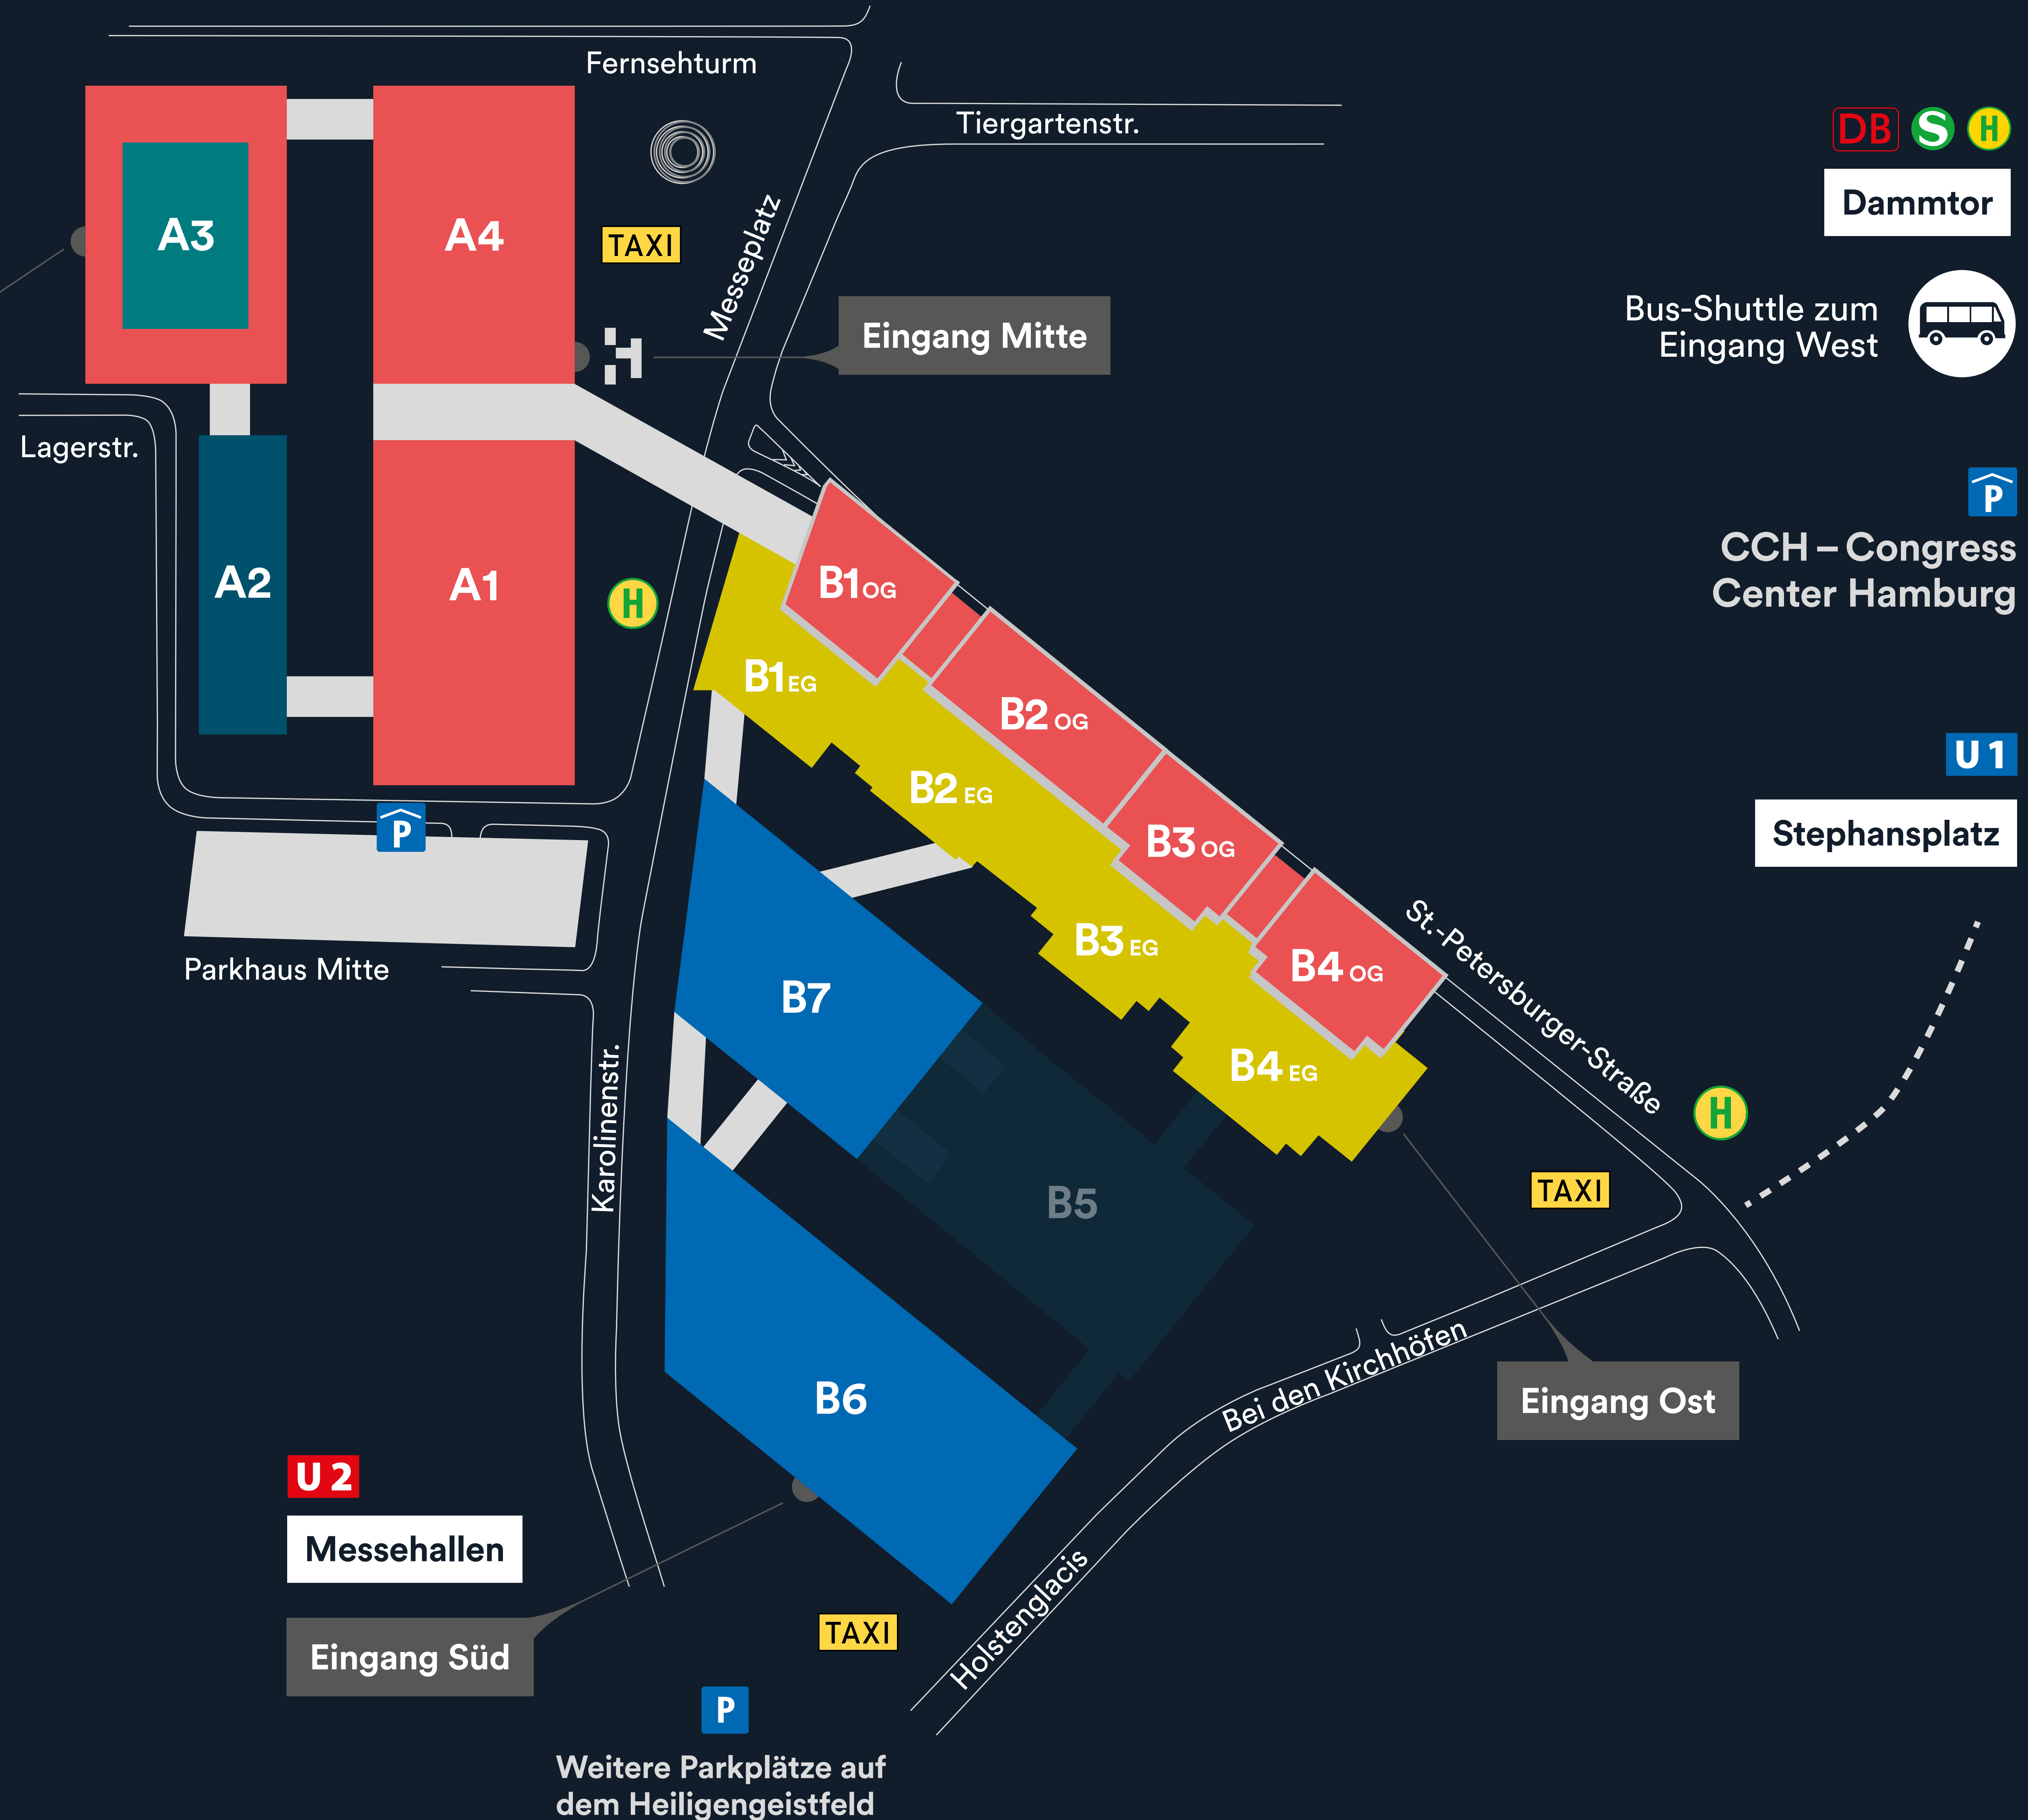 Fernsehturm
Tiergartenstr.
DB S H
Dammtor
A3
A4
TAXI
Messeplatz
Eingang Mitte
Bus-Shuttle zum
Eingang West
Lagerstr.
P
CCH – Congress
Center Hamburg
A2
A1
H
B1 OG
B1 EG
B2 OG
B2 EG
U 1
Stephansplatz
P
B3 OG
B3 EG
B4 OG
B4 EG
St.-Petersburger-Straße
Parkhaus Mitte
B7
Karolinenstr.
H
TAXI
B5
B6
Bei den Kirchhöfen
Eingang Ost
U 2
Messehallen
Eingang Süd
TAXI
Holstenglacis
P
Weitere Parkplätze auf
dem Heiligengeistfeld